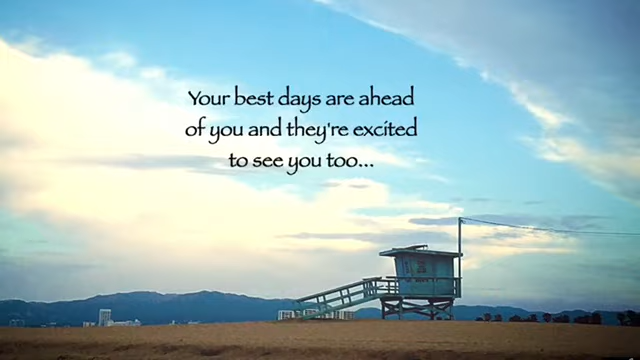 Your best days are ahead
of you and they're excited
to see you too...